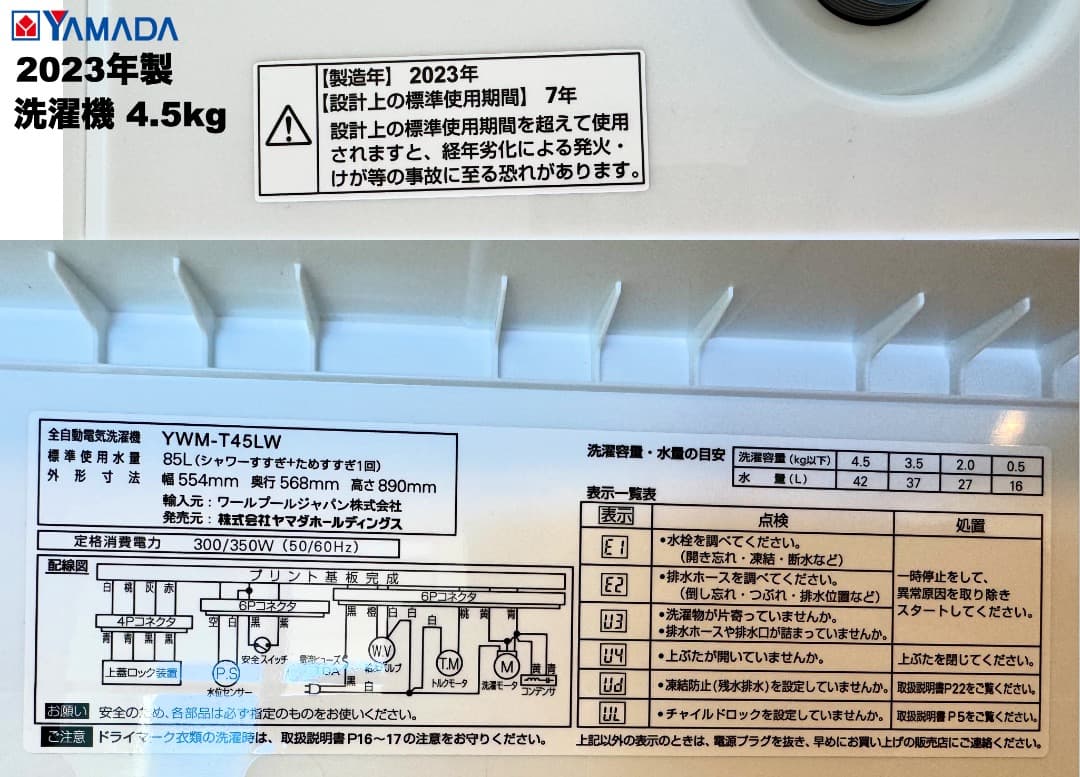 YAMADA
2023年製
洗濯機 4.5kg
【製造年】 2023年
【設計上の標準使用期間】 7年
設計上の標準使用期間を超えて使用
されますと、経年劣化による発火・
けが等の事故に至る恐れがあります。
全自動電気洗濯機 YWM-T45LW
標準使用水量 85L(シャワーすすぎ+ためすすぎ1回)
外形寸法 幅554mm 奥行568mm 高さ890mm
輸入元：ワールプールジャパン株式会社
発売元：株式会社ヤマダホールディングス
定格消費電力 300/350W (50/60Hz)
配線図
プリント基板完成
白 桃 灰 赤
6Pコネクタ
6Pコネクタ
4Pコネクタ
空 白 黒 紫
黒 橙 白 白 白 桃 黄 青
青 青 黒 黒
上蓋ロック装置
P.S
水位センサー
安全スイッチ
W.V
黒 白
T.M
トルクモータ
M
洗濯モータ
黄 青
コンデンサ
お願い 安全のため、各部品は必ず指定のものをお使いください。
ご注意 ドライマーク衣類の洗濯時は、取扱説明書P16〜17の注意をお守りください。
洗濯容量・水量の目安
洗濯容量(kg以下) 4.5 3.5 2.0 0.5
水量(L) 42 37 27 16
表示一覧表
表示 点検 処置
E1 •水栓を調べてください。
(開き忘れ・凍結・断水など)
E2 •排水ホースを調べてください。
(倒し忘れ・つぶれ・排水位置など)
U3 •洗濯物が片寄っていませんか。
•排水ホースや排水口が詰まっていませんか。
一時停止をして、
異常原因を取り除き
スタートしてください。
U4 •上ぶたが開いていませんか。 上ぶたを閉じてください。
Ud •凍結防止(残水排水)を設定していませんか。 取扱説明書P22をご覧ください。
UL •チャイルドロックを設定していませんか。 取扱説明書P5をご覧ください。
上記以外の表示のときは、電源プラグを抜き、早めにお買い上げの販売店にご連絡ください。